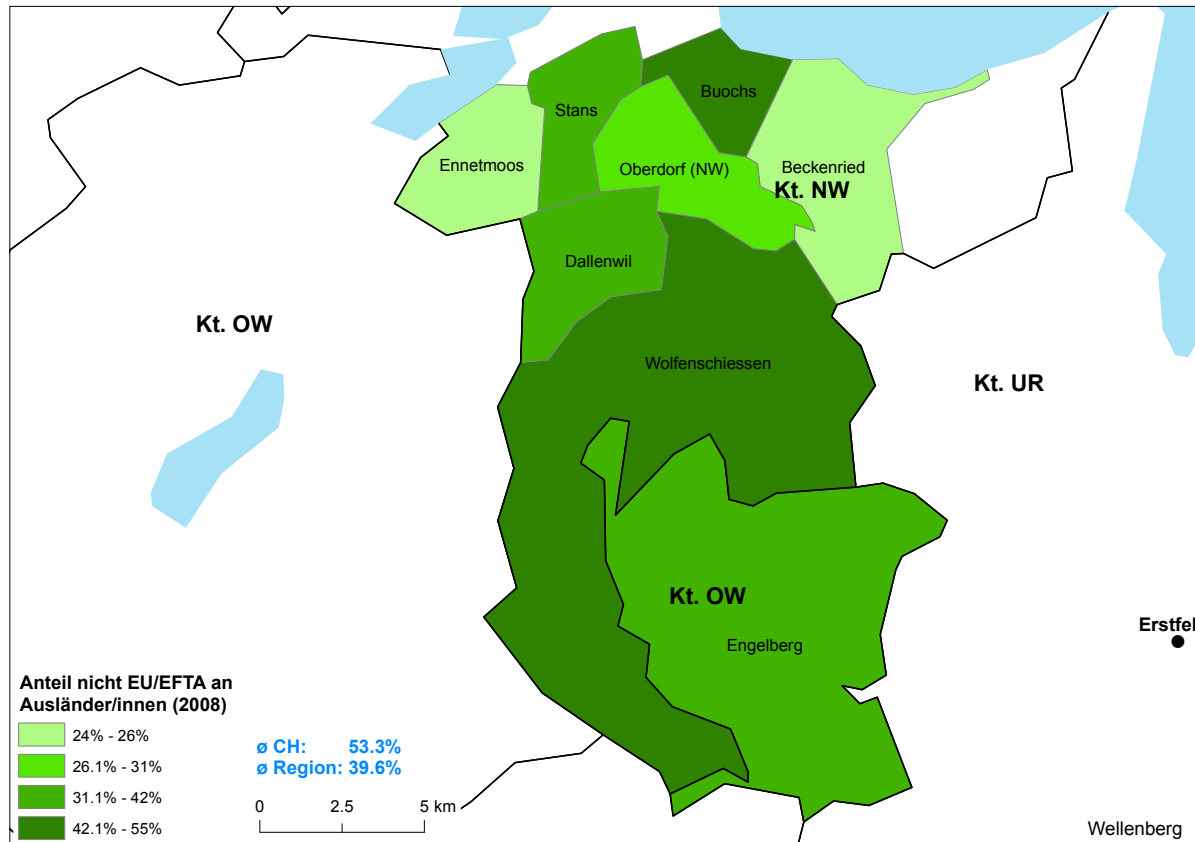 Buochs
Stans
Ennetmoos
Oberdorf (NW)
Beckenried
Kt. NW
Dallenwil
Kt. OW
Wolfenschiessen
Kt. UR
Kt. OW
Engelberg
Erstfel
Anteil nicht EU/EFTA an
Ausländer/innen (2008)
24% - 26%
26.1% - 31%
31.1% - 42%
42.1% - 55%
ø CH: 53.3%
ø Region: 39.6%
0 2.5 5 km
Wellenberg